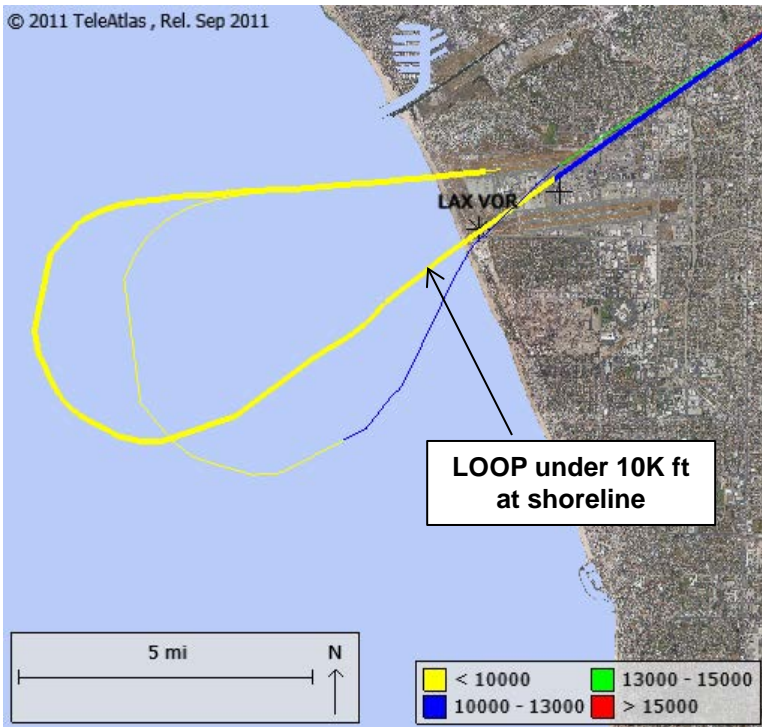 © 2011 TeleAtlas , Rel. Sep 2011
LAX VOR
LOOP under 10K ft
at shoreline
5 mi
N
< 10000
13000 - 15000
10000 - 13000
> 15000